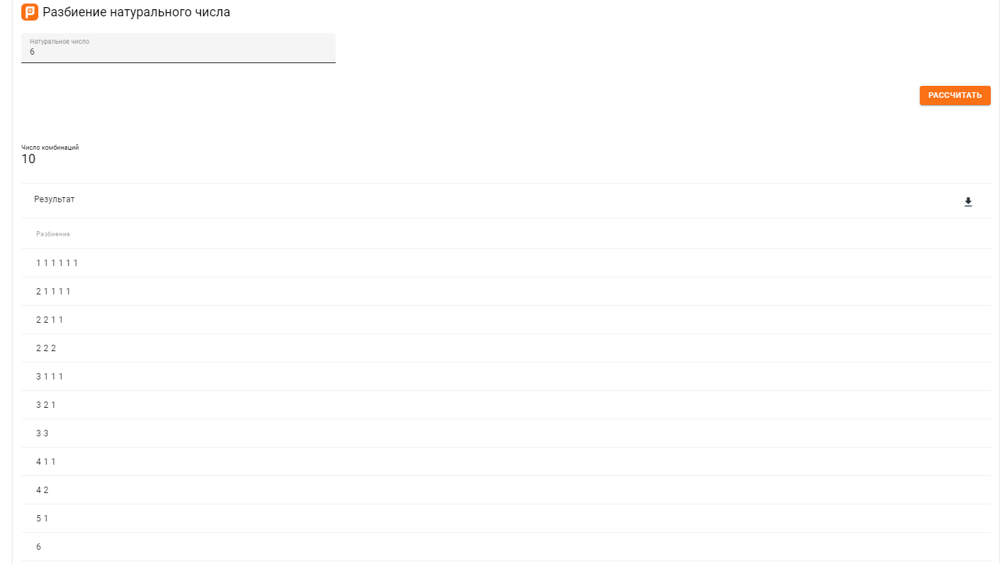 Разбиение натурального числа
Натуральное число
6
РАССЧИТАТЬ
Число комбинаций
10
Результат
Разбиение
1 1 1 1 1 1
2 1 1 1 1
2 2 1 1
2 2 2
3 1 1 1
3 2 1
3 3
4 1 1
4 2
5 1
6